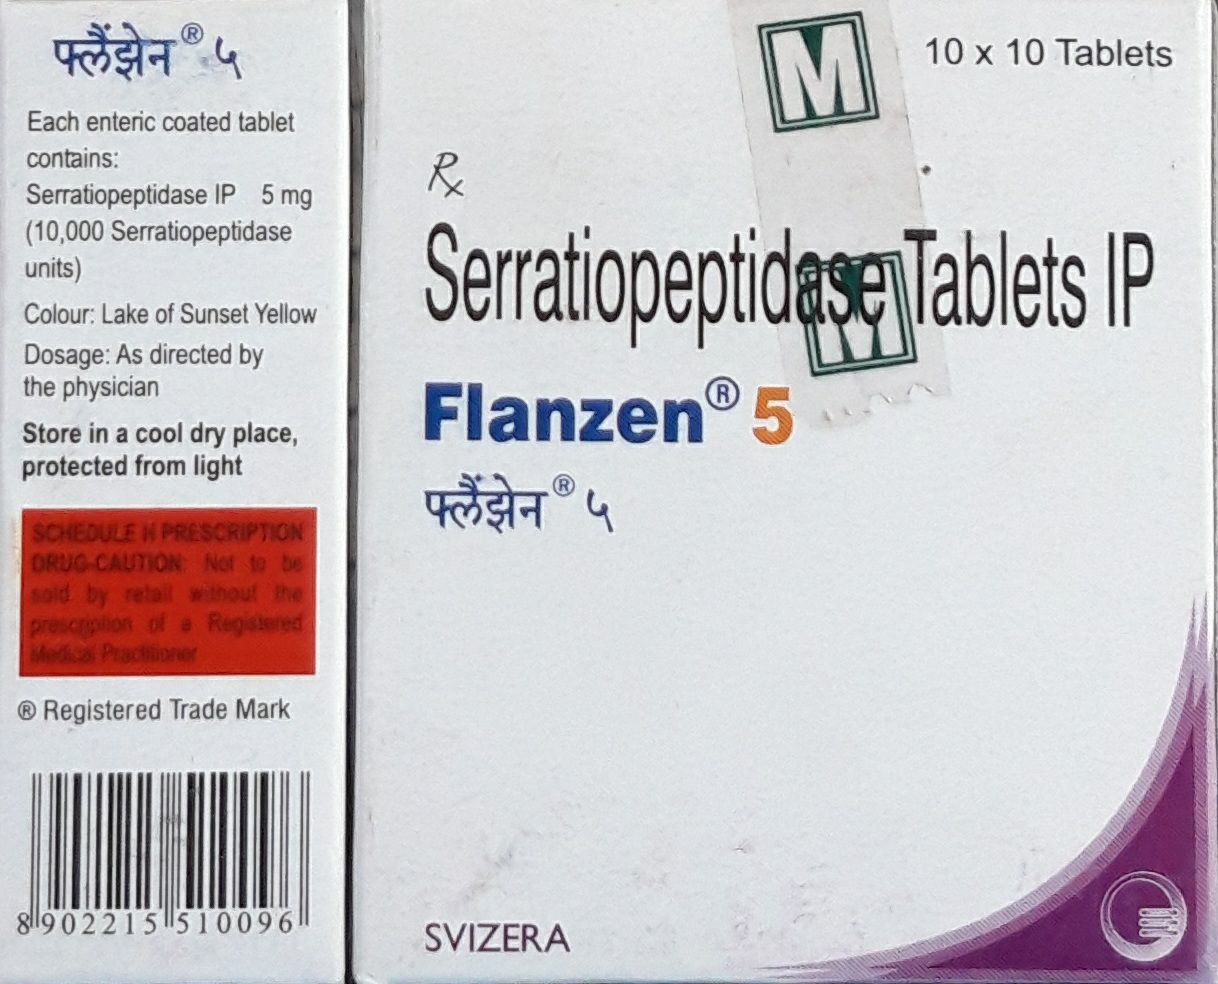 फ्लैंझेन® ५
Each enteric coated tablet
contains:
Serratiopeptidase IP 5 mg
(10,000 Serratiopeptidase
units)
Colour: Lake of Sunset Yellow
Dosage: As directed by
the physician
Store in a cool dry place,
protected from light
SCHEDULE H PRESCRIPTION
DRUG-CAUTION: Not to be
sold by retail without the
prescription of a Registered
Medical Practitioner
® Registered Trade Mark
8902215510096
10 x 10 Tablets
M
Rx
Serratiopeptidase Tablets IP
M
Flanzen® 5
फ्लैंझेन® ५
SVIZERA